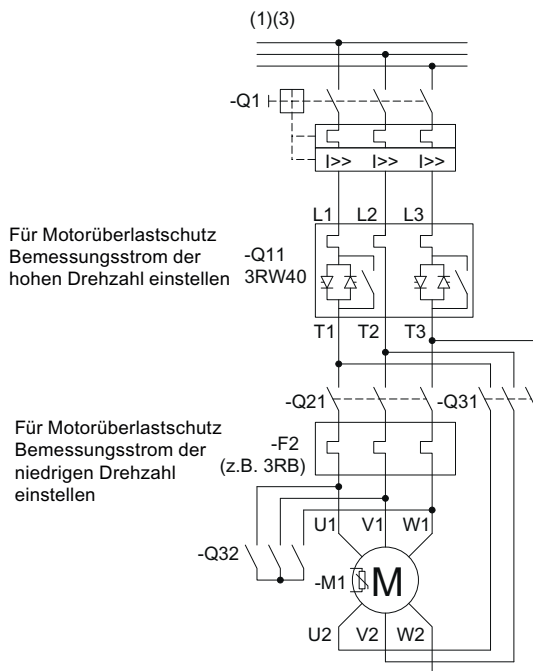 (1)(3)
-Q1
I>> I>> I>>
L1 L2 L3
Für Motorüberlastschutz
Bemessungsstrom der
hohen Drehzahl einstellen
-Q11
3RW40
T1 T2 T3
-Q21
-Q31
Für Motorüberlastschutz
Bemessungsstrom der
niedrigen Drehzahl
einstellen
-F2
(z.B. 3RB)
U1 V1 W1
-Q32
-M1
M
U2 V2 W2